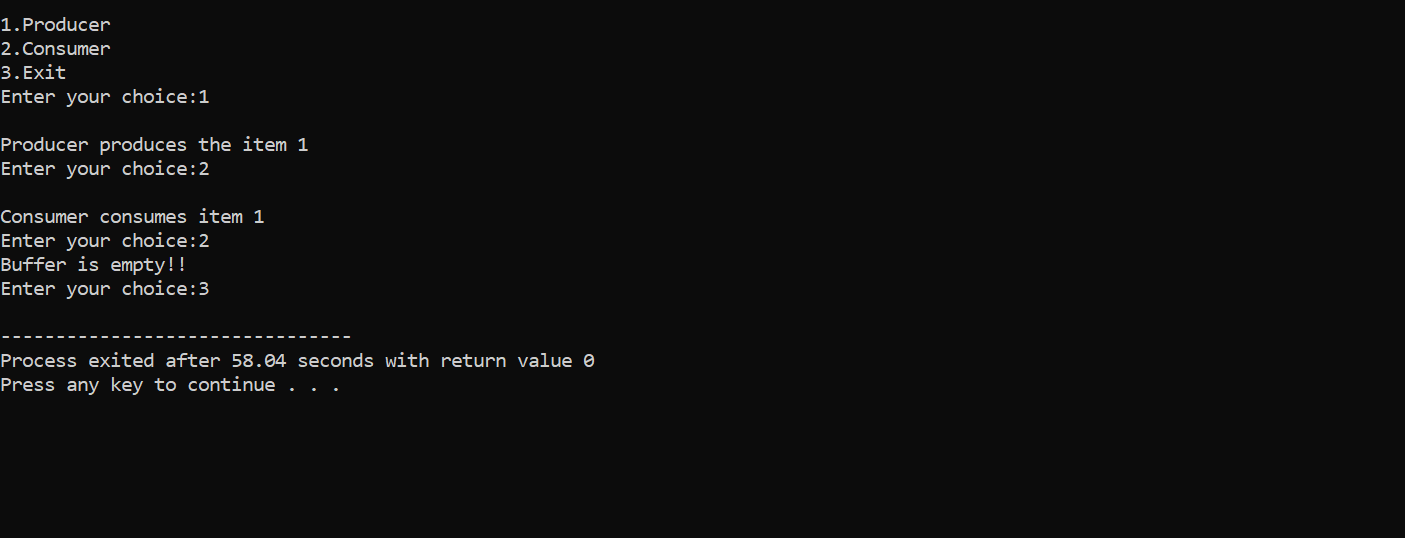 1.Producer
2.Consumer
3.Exit
Enter your choice:1
Producer produces the item 1
Enter your choice:2
Consumer consumes item 1
Enter your choice:2
Buffer is empty!!
Enter your choice:3
--------------------------------
Process exited after 58.04 seconds with return value 0
Press any key to continue . . .